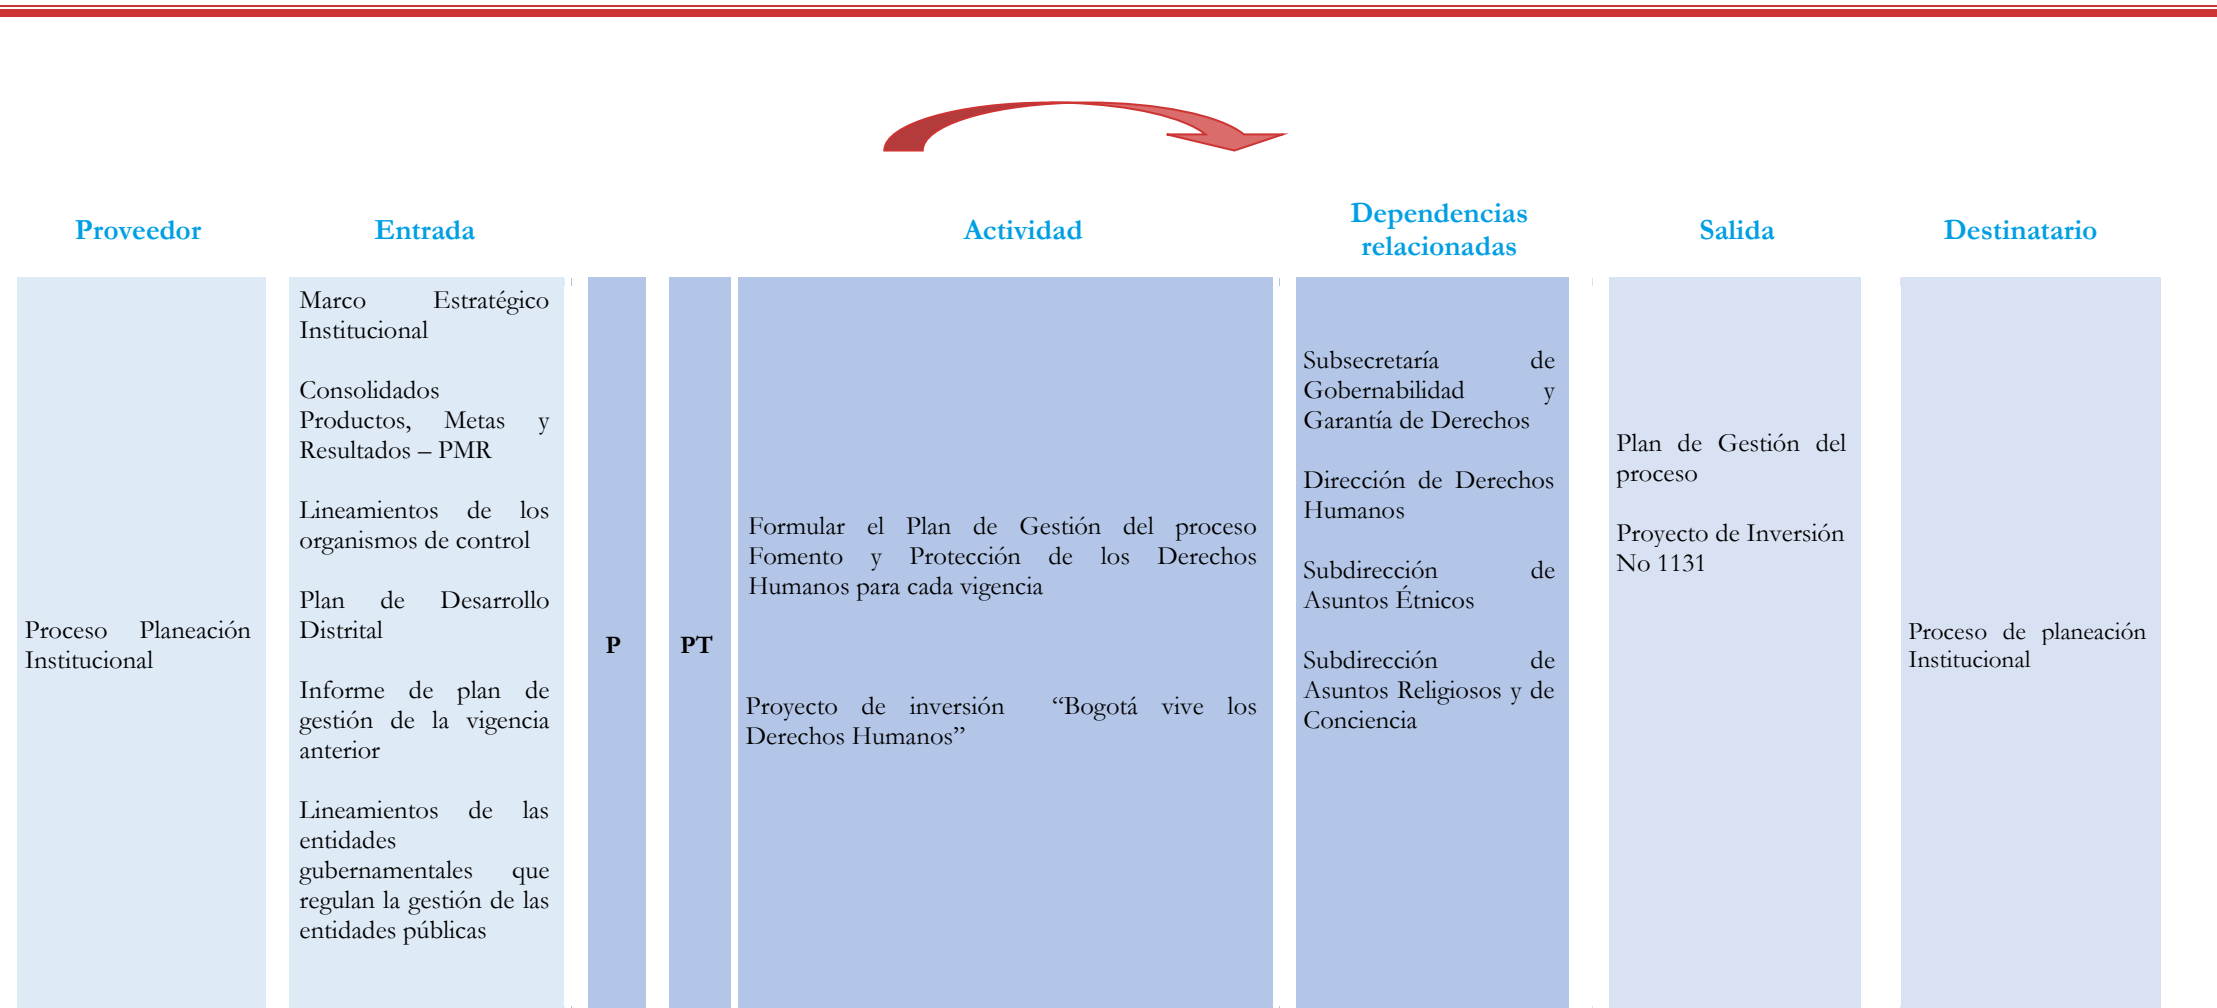 Proveedor
Entrada
Actividad
Dependencias
relacionadas
Salida
Destinatario
Proceso Planeación
Institucional
Marco Estratégico
Institucional
Consolidados
Productos, Metas y
Resultados – PMR
Lineamientos de los
organismos de control
Plan de Desarrollo
Distrital
Informe de plan de
gestión de la vigencia
anterior
Lineamientos de las
entidades
gubernamentales que
regulan la gestión de las
entidades públicas
P
PT
Formular el Plan de Gestión del proceso
Fomento y Protección de los Derechos
Humanos para cada vigencia
Proyecto de inversión “Bogotá vive los
Derechos Humanos”
Subsecretaría de
Gobernabilidad y
Garantía de Derechos
Dirección de Derechos
Humanos
Subdirección de
Asuntos Étnicos
Subdirección de
Asuntos Religiosos y de
Conciencia
Plan de Gestión del
proceso
Proyecto de Inversión
No 1131
Proceso de planeación
Institucional